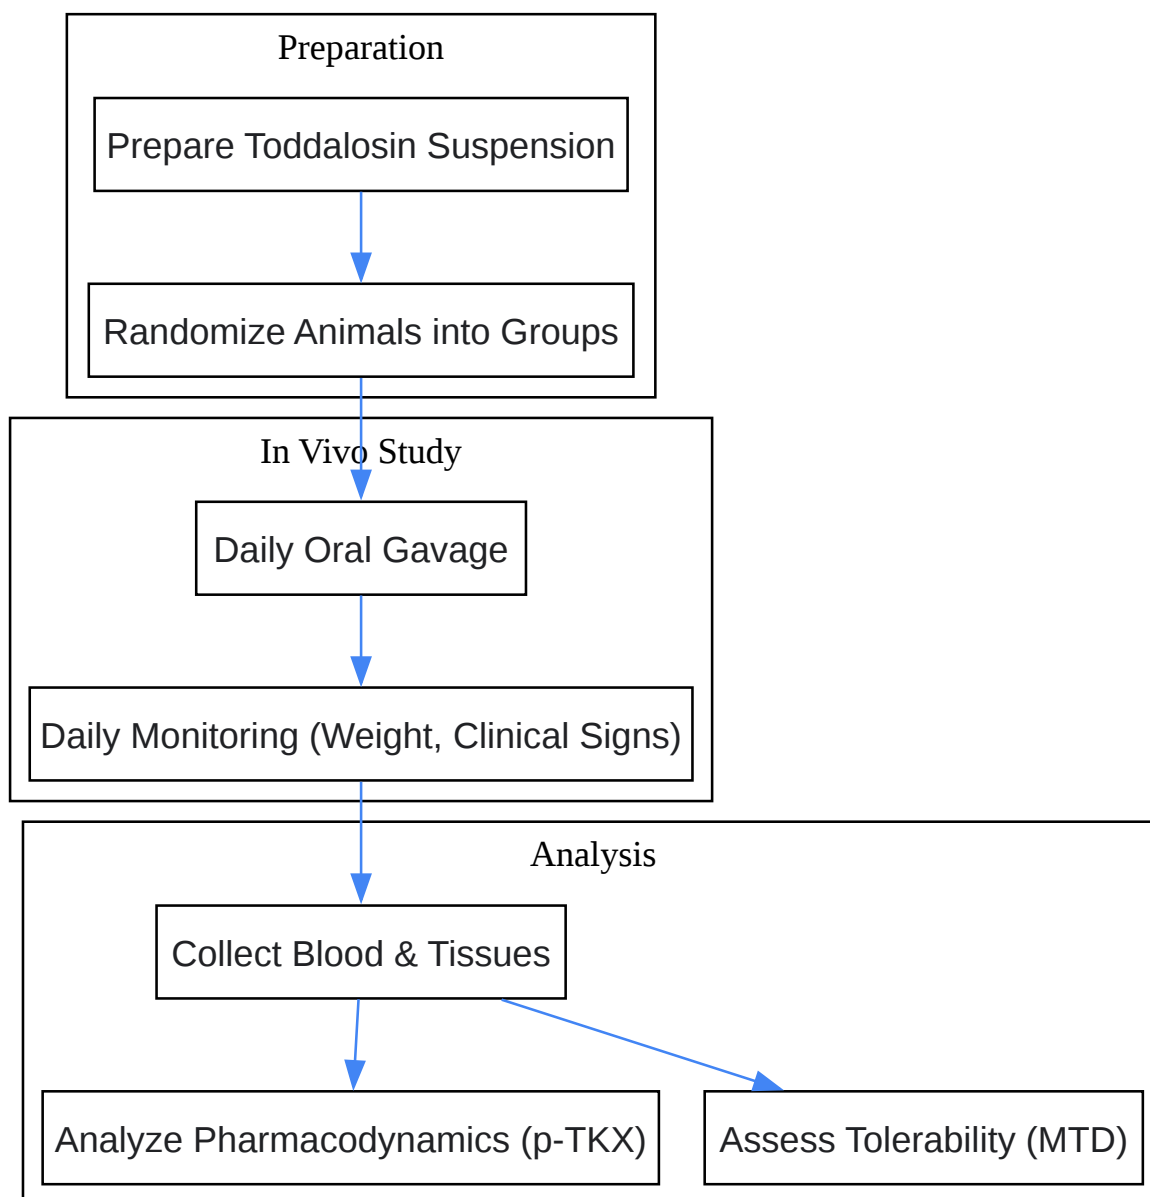 Preparation
Prepare Toddalosin Suspension
Randomize Animals into Groups
In Vivo Study
Daily Oral Gavage
Daily Monitoring (Weight, Clinical Signs)
Analysis
Collect Blood & Tissues
Analyze Pharmacodynamics (p-TKX)
Assess Tolerability (MTD)